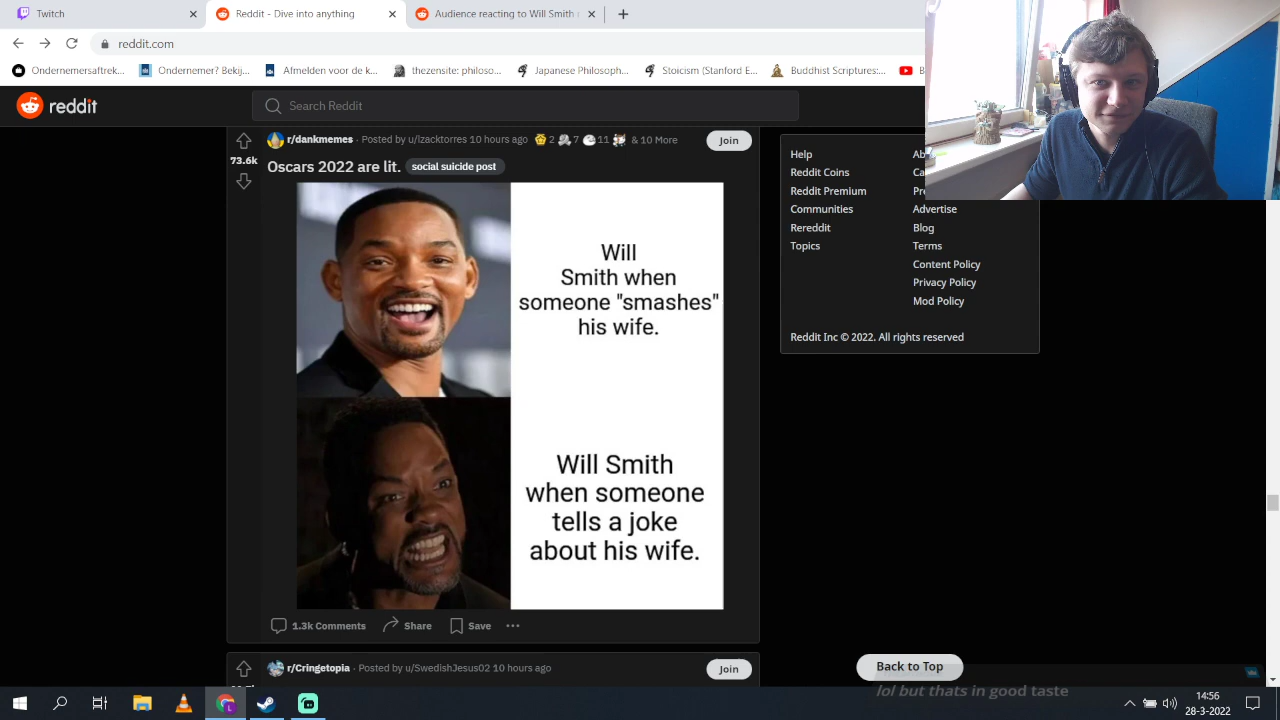 Twitch
Reddit - Dive into anything
Audience reacting to Will Smith
reddit.com
Ondernemersaftrek...
Ondernemer? Bekij...
Afmelden voor de k...
thezensite: philoso...
Japanese Philosoph...
Stoicism (Stanford E...
Buddhist Scriptures:...
reddit
Search Reddit
r/dankmemes • Posted by u/Izacktorres 10 hours ago 2 7 11 & 10 More
Join
73.6k
Oscars 2022 are lit. social suicide post
Will
Smith when
someone "smashes"
his wife.
Will Smith
when someone
tells a joke
about his wife.
1.3k Comments
Share
Save
r/Cringetopia • Posted by u/SwedishJesus02 10 hours ago
Join
Help
Reddit Coins
Reddit Premium
Communities
Rereddit
Topics
Advertise
Blog
Terms
Content Policy
Privacy Policy
Mod Policy
Reddit Inc © 2022. All rights reserved
Back to Top
lol but thats in good taste
14:56
28-3-2022